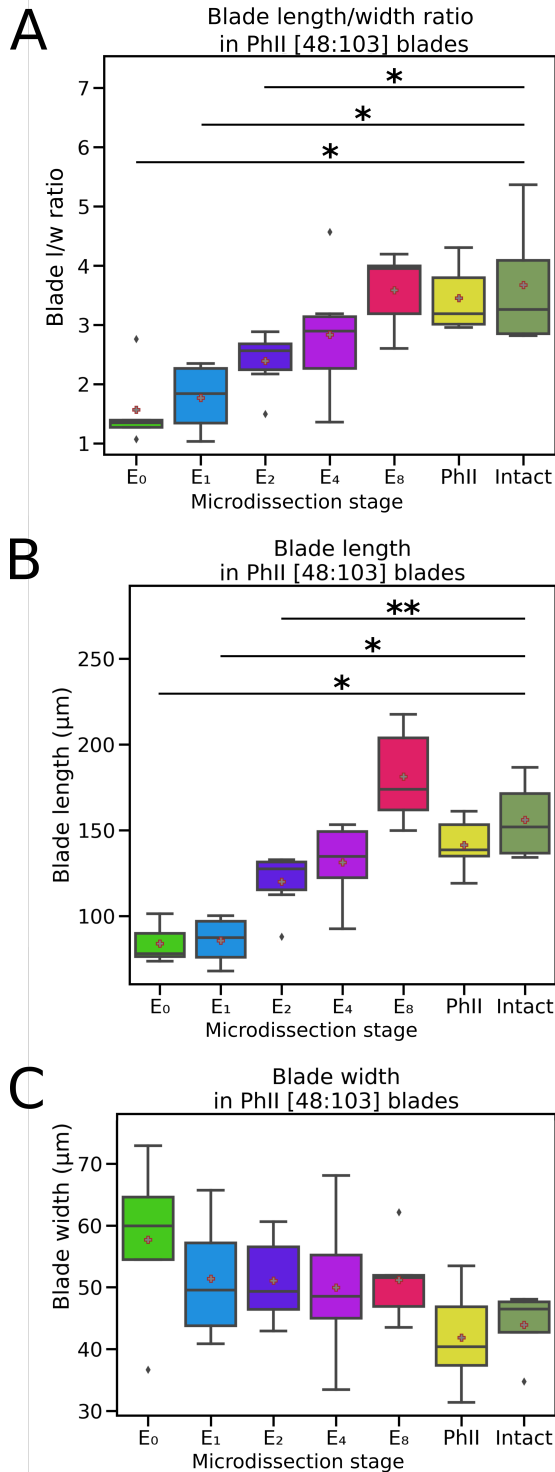 A
Blade length/width ratio
in PhII [48:103] blades
Blade l/w ratio
7
6
5
4
3
2
1
*
*
*
E₀ E₁ E₂ E₄ E₈ PhII Intact
Microdissection stage
B
Blade length
in PhII [48:103] blades
Blade length (µm)
250
200
150
100
**
*
*
E₀ E₁ E₂ E₄ E₈ PhII Intact
Microdissection stage
C
Blade width
in PhII [48:103] blades
Blade width (µm)
70
60
50
40
30
E₀ E₁ E₂ E₄ E₈ PhII Intact
Microdissection stage